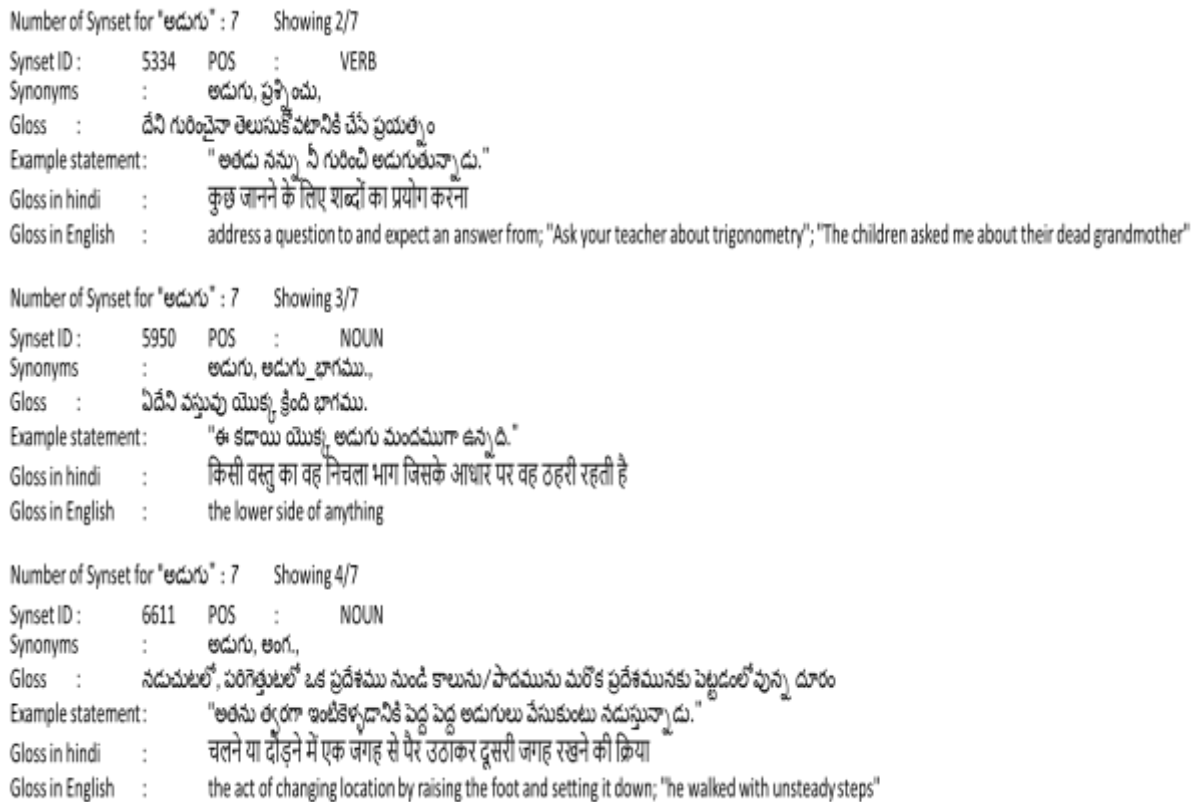 Number of Synset for "అడుగు" : 7 Showing 2/7
Synset ID : 5334 POS : VERB
Synonyms : అడుగు, ప్రశ్నించు,
Gloss : దేని గురించైనా తెలుసుకోవటానికి చేసే ప్రయత్నం
Example statement : " అతడు నన్ను నీ గురించి అడుగుతున్నాడు."
Gloss in hindi : कुछ जानने के लिए शब्दों का प्रयोग करना
Gloss in English : address a question to and expect an answer from; "Ask your teacher about trigonometry"; "The children asked me about their dead grandmother"
Number of Synset for "అడుగు" : 7 Showing 3/7
Synset ID : 5950 POS : NOUN
Synonyms : అడుగు, అడుగు_భాగము.,
Gloss : ఏదేని వస్తువు యొక్క క్రింది భాగము.
Example statement : "ఈ కడాయి యొక్క అడుగు మందముగా ఉన్నది."
Gloss in hindi : किसी वस्तु का वह निचला भाग जिसके आधार पर वह ठहरी रहती है
Gloss in English : the lower side of anything
Number of Synset for "అడుగు" : 7 Showing 4/7
Synset ID : 6611 POS : NOUN
Synonyms : అడుగు, అంగ.,
Gloss : నడుచుటలో, పరిగెత్తుటలో ఒక ప్రదేశము నుండి కాలును/పాదమును మరొక ప్రదేశమునకు పెట్టడంలోవున్న దూరం
Example statement : "అతను త్వరగా ఇంటికెళ్ళడానికి పెద్ద పెద్ద అడుగులు వేసుకుంటు నడుస్తున్నాడు."
Gloss in hindi : चलने या दौड़ने में एक जगह से पैर उठाकर दूसरी जगह रखने की क्रिया
Gloss in English : the act of changing location by raising the foot and setting it down; "he walked with unsteady steps"